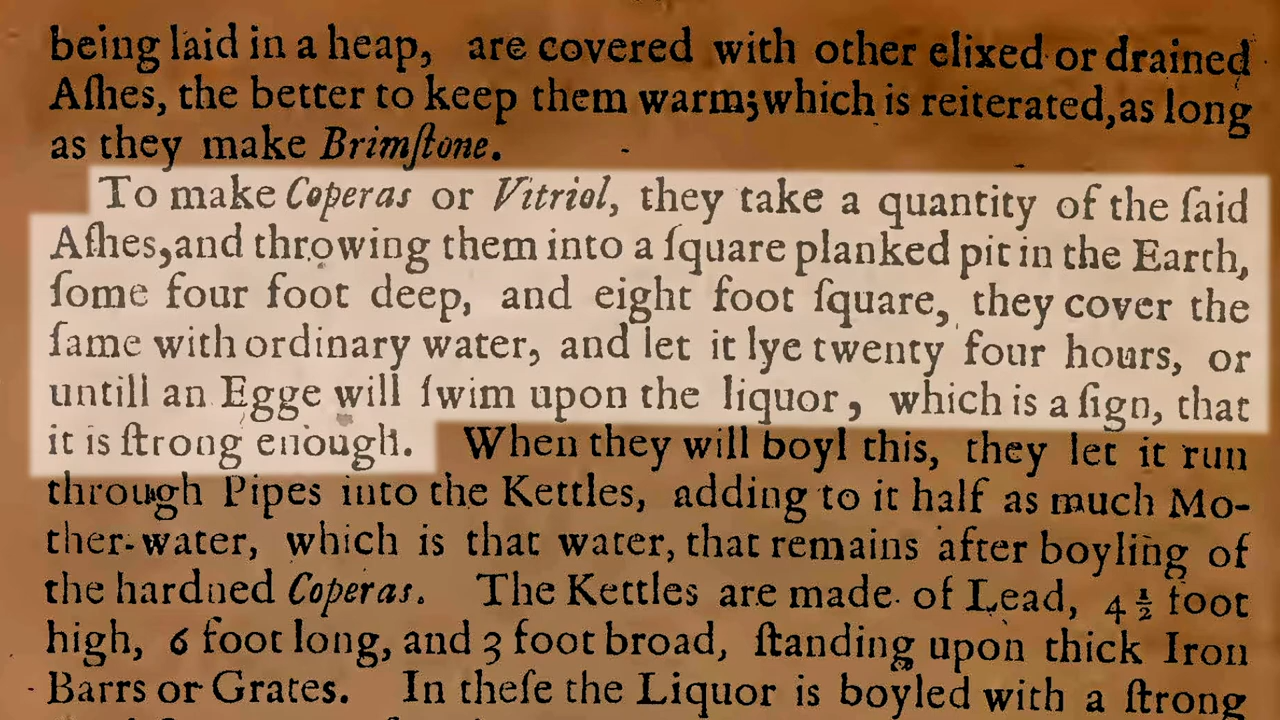 being laid in a heap, are covered with other elixed or drained
Aſhes, the better to keep them warm; which is reiterated, as long
as they make Brimſtone.
To make Coperas or Vitriol, they take a quantity of the ſaid
Aſhes, and throwing them into a ſquare planked pit in the Earth,
ſome four foot deep, and eight foot ſquare, they cover the
ſame with ordinary water, and let it lye twenty four hours, or
untill an Egge will ſwim upon the liquor, which is a ſign, that
it is ſtrong enough. When they will boyl this, they let it run
through Pipes into the Kettles, adding to it half as much Mo-
ther-water, which is that water, that remains after boyling of
the hardned Coperas. The Kettles are made of Lead, 4 ½ foot
high, 6 foot long, and 3 foot broad, ſtanding upon thick Iron
Barrs or Grates. In theſe the Liquor is boyled with a ſtrong